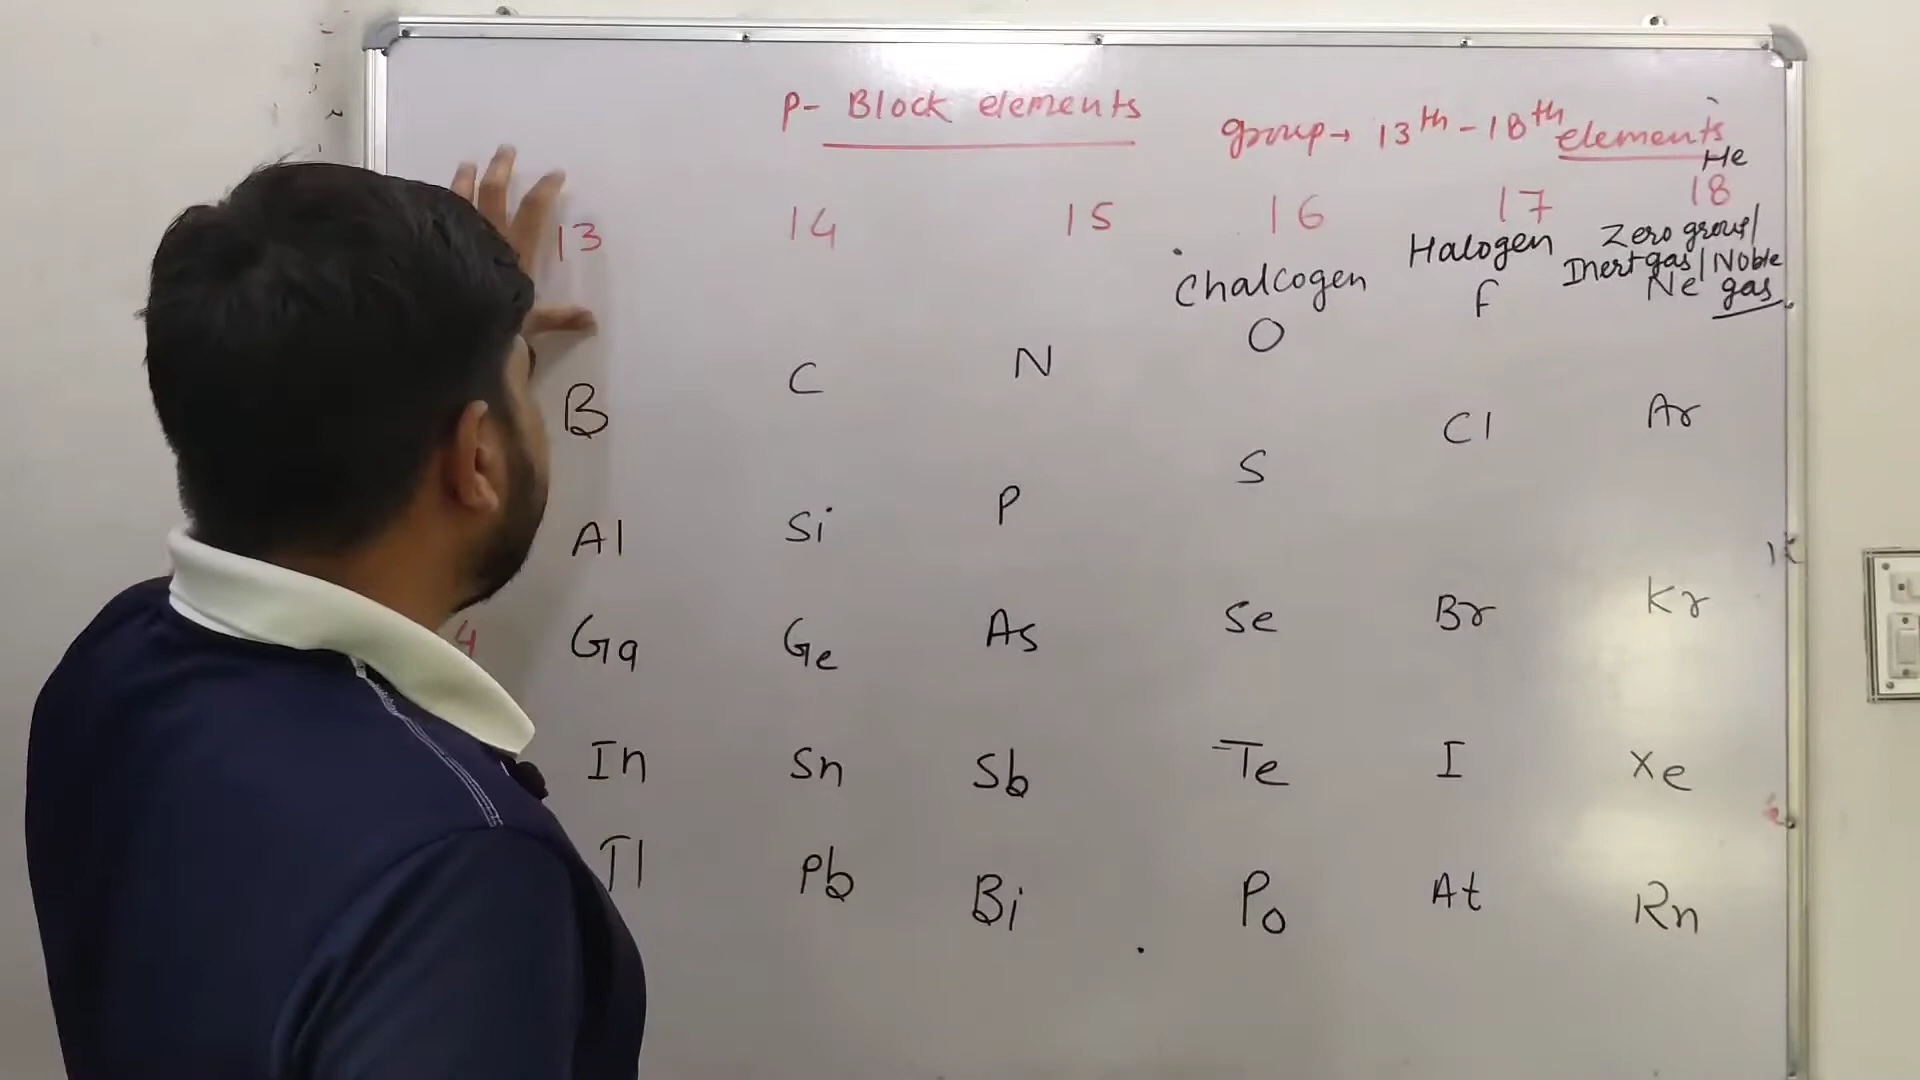 P- Block elements
group→ 13th - 18th elements
He
13 14 15 16 17 18
Chalcogen Halogen Zero group/
Inert gas/Noble
gas
B C N O F Ne
Al Si P S Cl Ar
4 Ga Ge As Se Br Kr
In Sn Sb Te I Xe
Tl Pb Bi Po At Rn